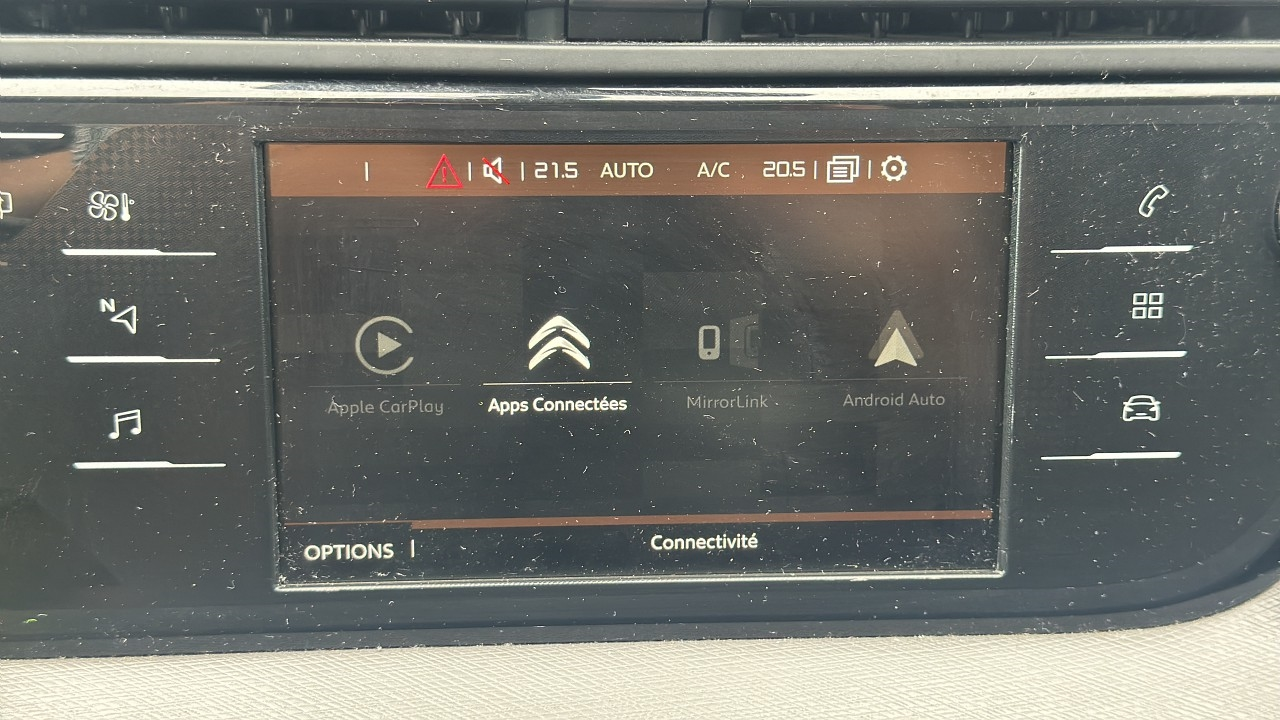 21.5 AUTO A/C 20.5
N
Apple CarPlay Apps Connectées MirrorLink Android Auto
OPTIONS Connectivité